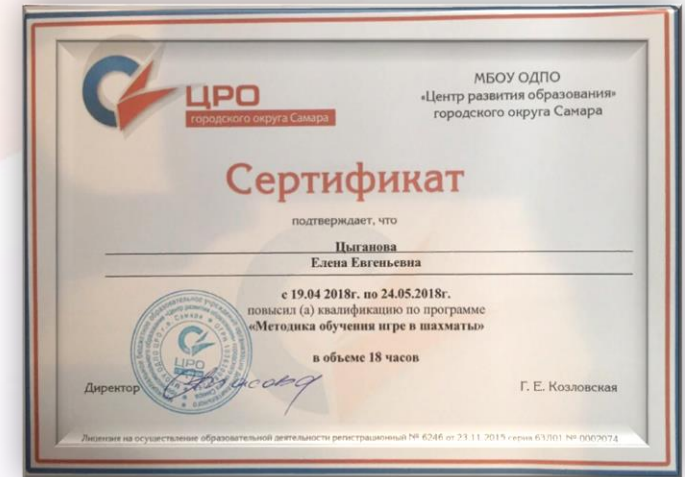 ЦРО
городского округа Самара
МБОУ ОДПО
«Центр развития образования»
городского округа Самара
Сертификат
подтверждает, что
Цыганова
Елена Евгеньевна
с 19.04 2018г. по 24.05.2018г.
повысил (а) квалификацию по программе
«Методика обучения игре в шахматы»
в объеме 18 часов
ЦРО
Директор
Г. Е. Козловская
Лицензия на осуществление образовательной деятельности регистрационный № 6246 от 23.11.2015 серия 63Л01 № 0002074